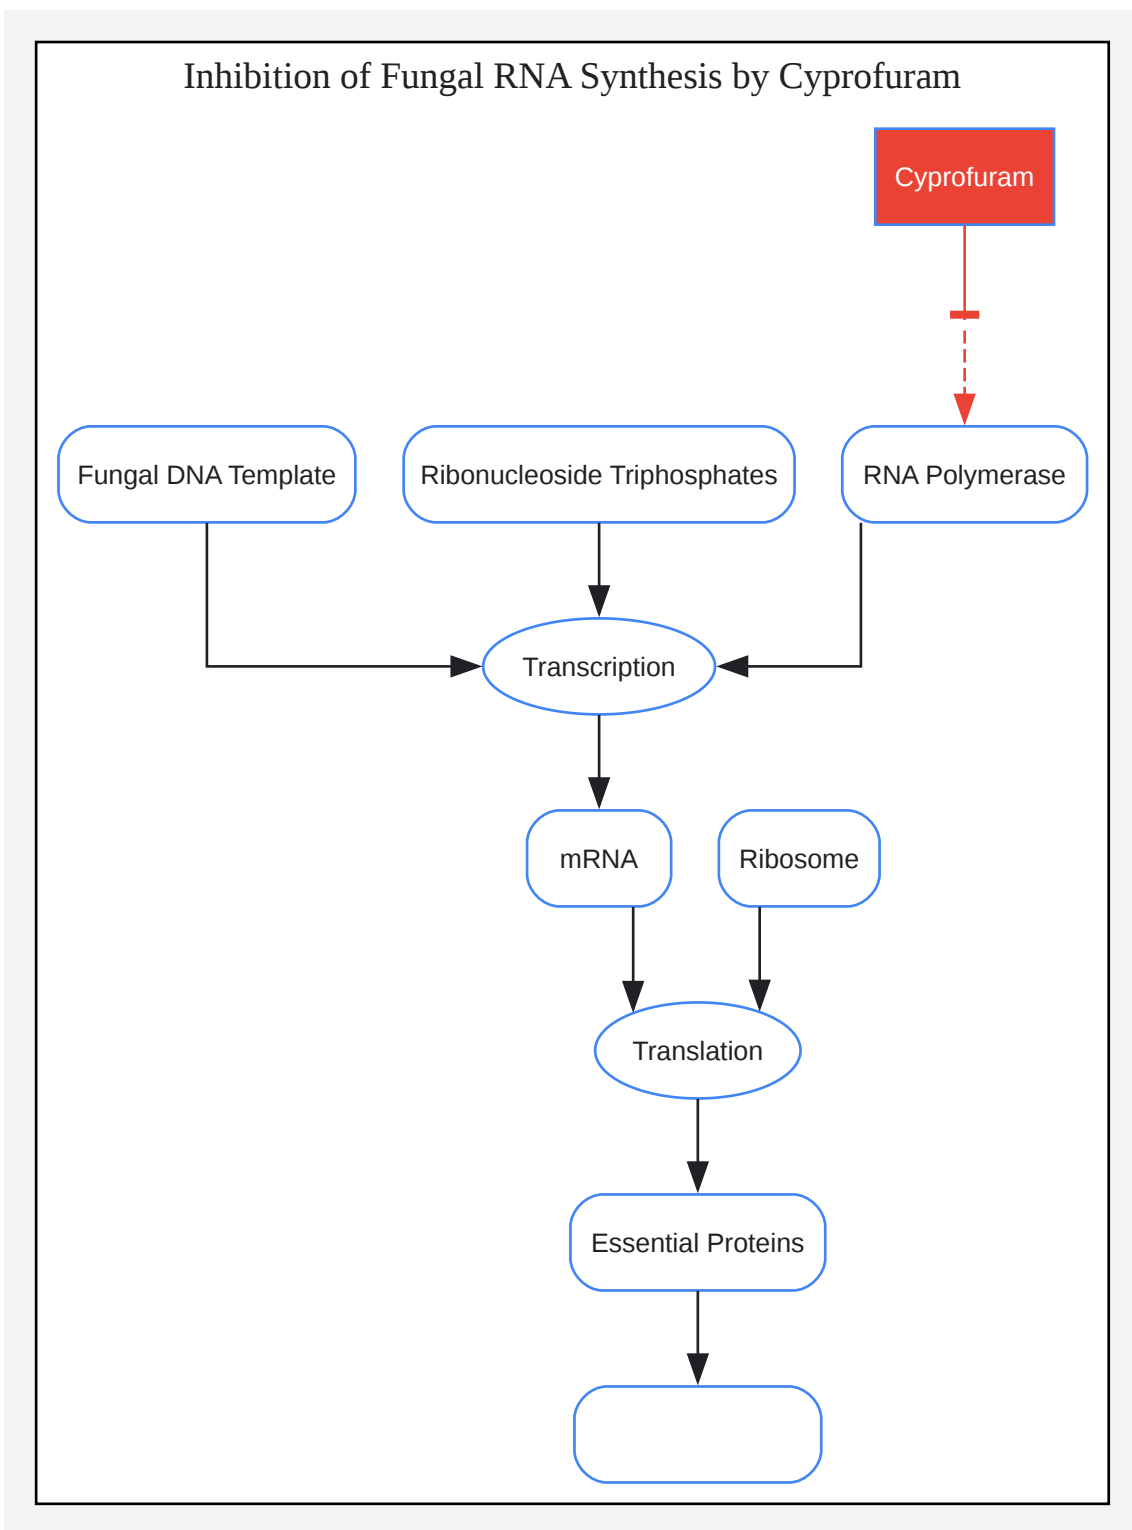 Inhibition of Fungal RNA Synthesis by Cyprofuram
Cyprofuram
Fungal DNA Template
Ribonucleoside Triphosphates
RNA Polymerase
Transcription
mRNA
Ribosome
Translation
Essential Proteins